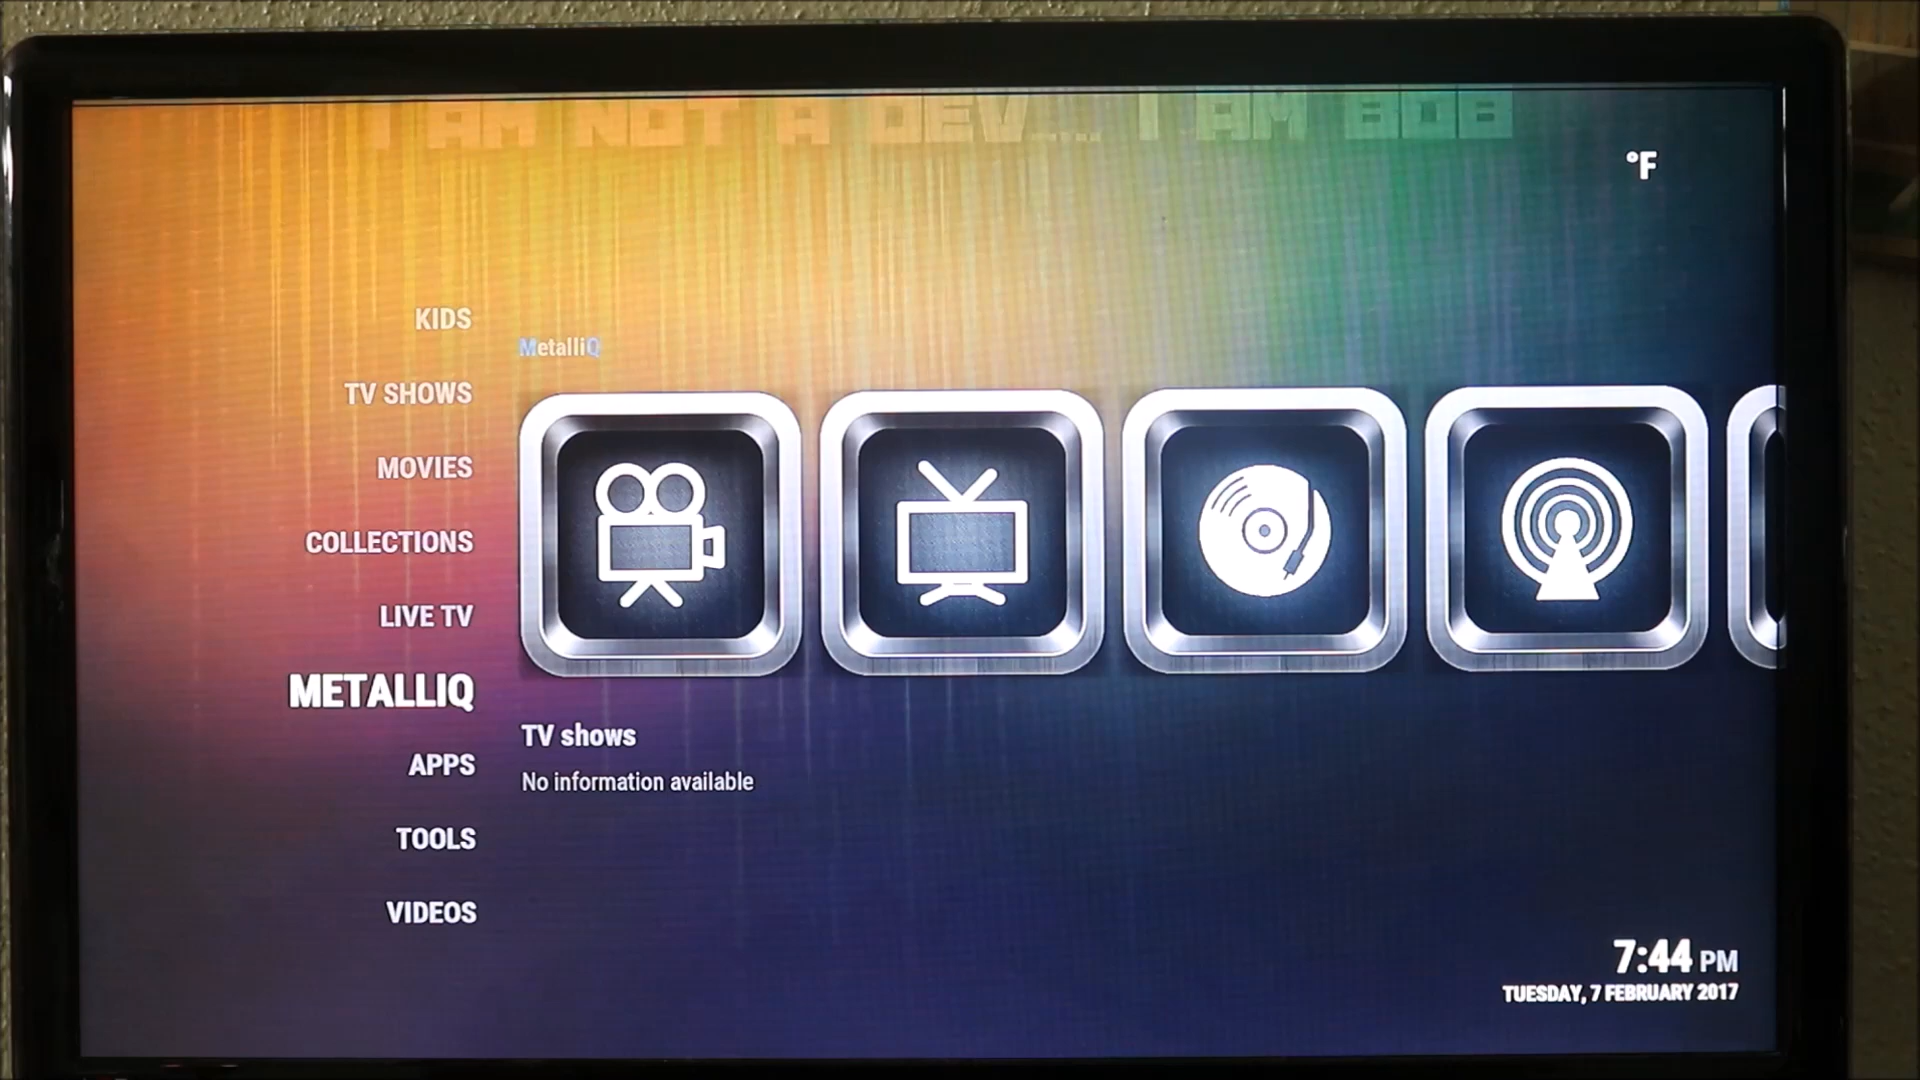 I AM NOT A DEV.... I AM BOB
°F
KIDS
MetalliQ
TV SHOWS
MOVIES
COLLECTIONS
LIVE TV
METALLIQ
TV shows
APPS
No information available
TOOLS
VIDEOS
7:44 PM
TUESDAY, 7 FEBRUARY 2017